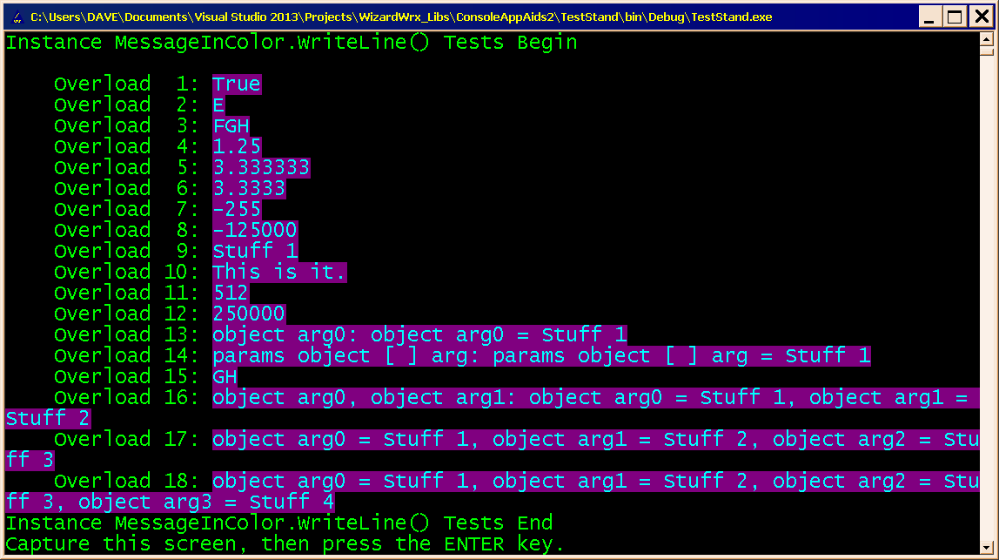 C:\Users\DAVE\Documents\Visual Studio 2013\Projects\WizardWrx_Libs\ConsoleAppAids2\TestStand\bin\Debug\TestStand.exe
Instance MessageInColor.WriteLine() Tests Begin
    Overload  1: True
    Overload  2: E
    Overload  3: FGH
    Overload  4: 1.25
    Overload  5: 3.333333
    Overload  6: 3.3333
    Overload  7: -255
    Overload  8: -125000
    Overload  9: Stuff 1
    Overload 10: This is it.
    Overload 11: 512
    Overload 12: 250000
    Overload 13: object arg0: object arg0 = Stuff 1
    Overload 14: params object [ ] arg: params object [ ] arg = Stuff 1
    Overload 15: GH
    Overload 16: object arg0, object arg1: object arg0 = Stuff 1, object arg1 =
Stuff 2
    Overload 17: object arg0 = Stuff 1, object arg1 = Stuff 2, object arg2 = Stu
ff 3
    Overload 18: object arg0 = Stuff 1, object arg1 = Stuff 2, object arg2 = Stu
ff 3, object arg3 = Stuff 4
Instance MessageInColor.WriteLine() Tests End
Capture this screen, then press the ENTER key.